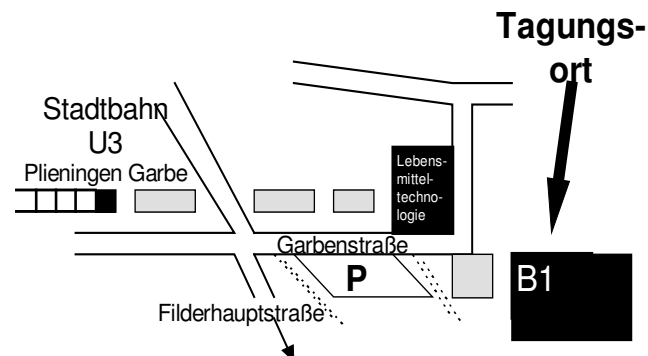 Tagungs-
ort
Stadtbahn
U3
Plieningen Garbe
Lebens-
mittel-
techno-
logie
Garbenstraße
P
B1
Filderhauptstraße